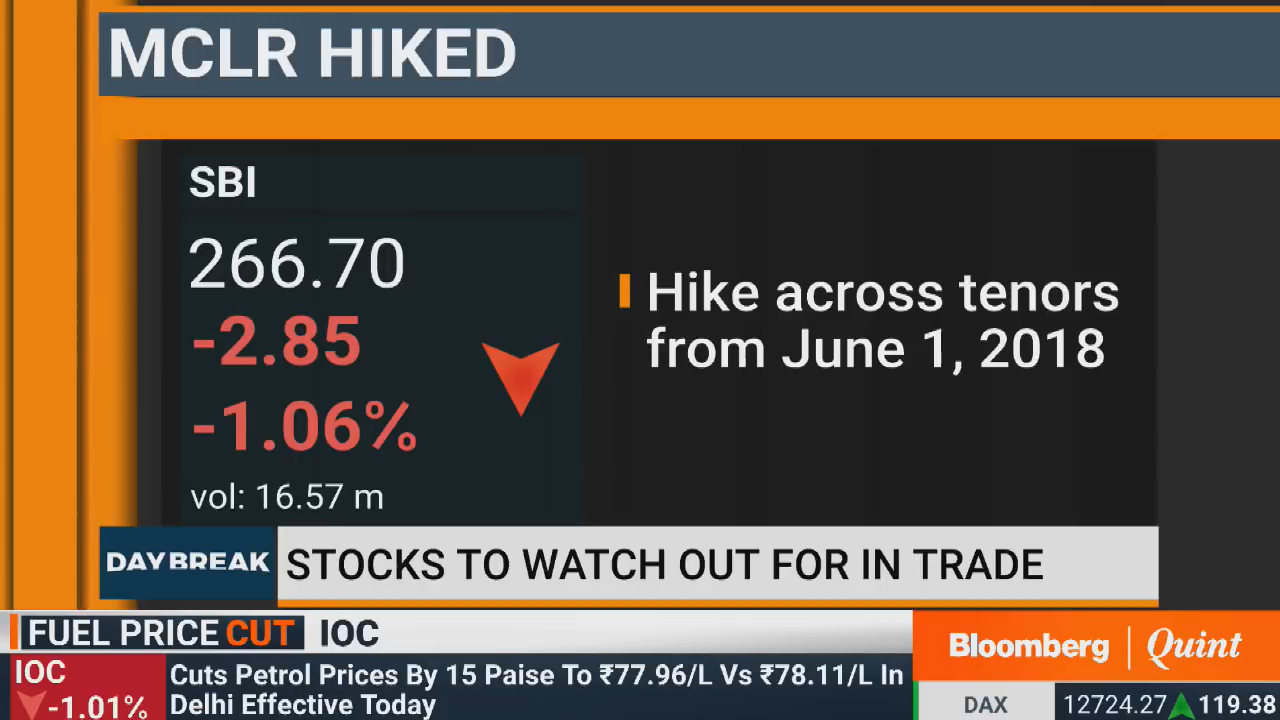 MCLR HIKED
SBI
266.70
-2.85
-1.06%
vol: 16.57 m
Hike across tenors
from June 1, 2018
DAYBREAK
STOCKS TO WATCH OUT FOR IN TRADE
FUEL PRICE CUT IOC
IOC
-1.01%
Cuts Petrol Prices By 15 Paise To ₹77.96/L Vs ₹78.11/L In
Delhi Effective Today
Bloomberg | Quint
DAX 12724.27 119.38